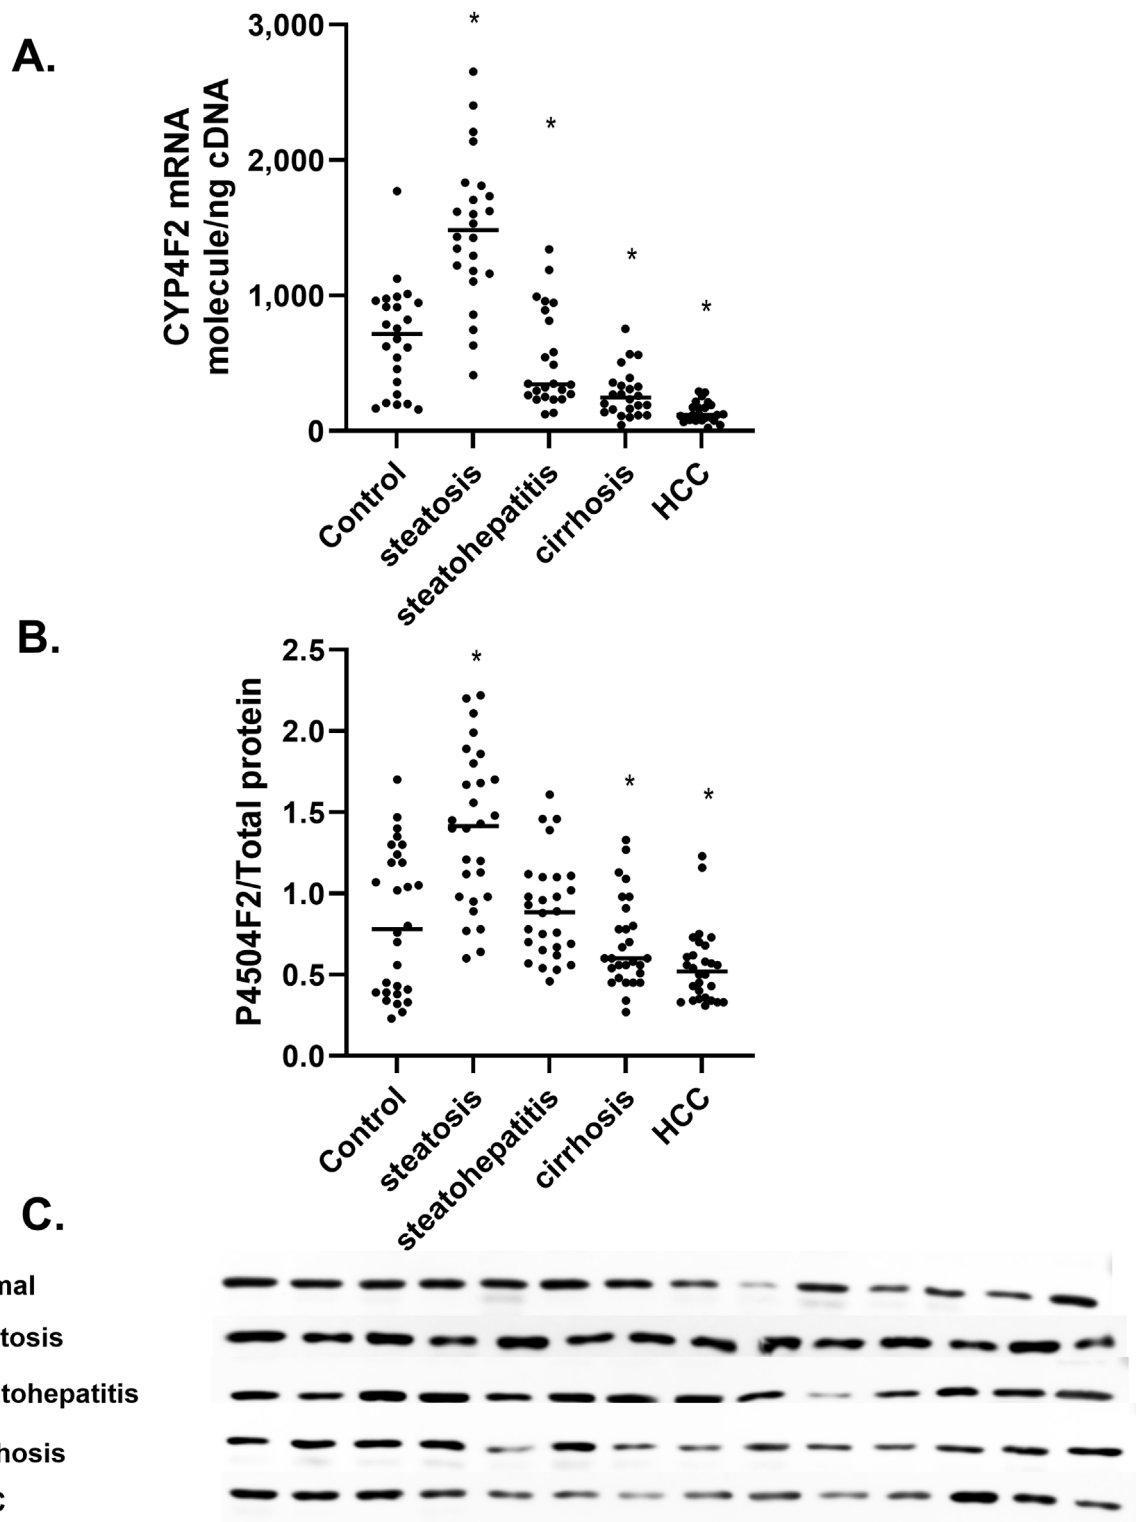 A.
CYP4F2 mRNA
molecule/ng cDNA
3,000
2,000
1,000
0
*
*
*
*
Control
steatosis
steatohepatitis
cirrhosis
HCC
B.
P4504F2/Total protein
2.5
2.0
1.5
1.0
0.5
0.0
*
*
*
Control
steatosis
steatohepatitis
cirrhosis
HCC
C.
mal
tosis
tohepatitis
hosis